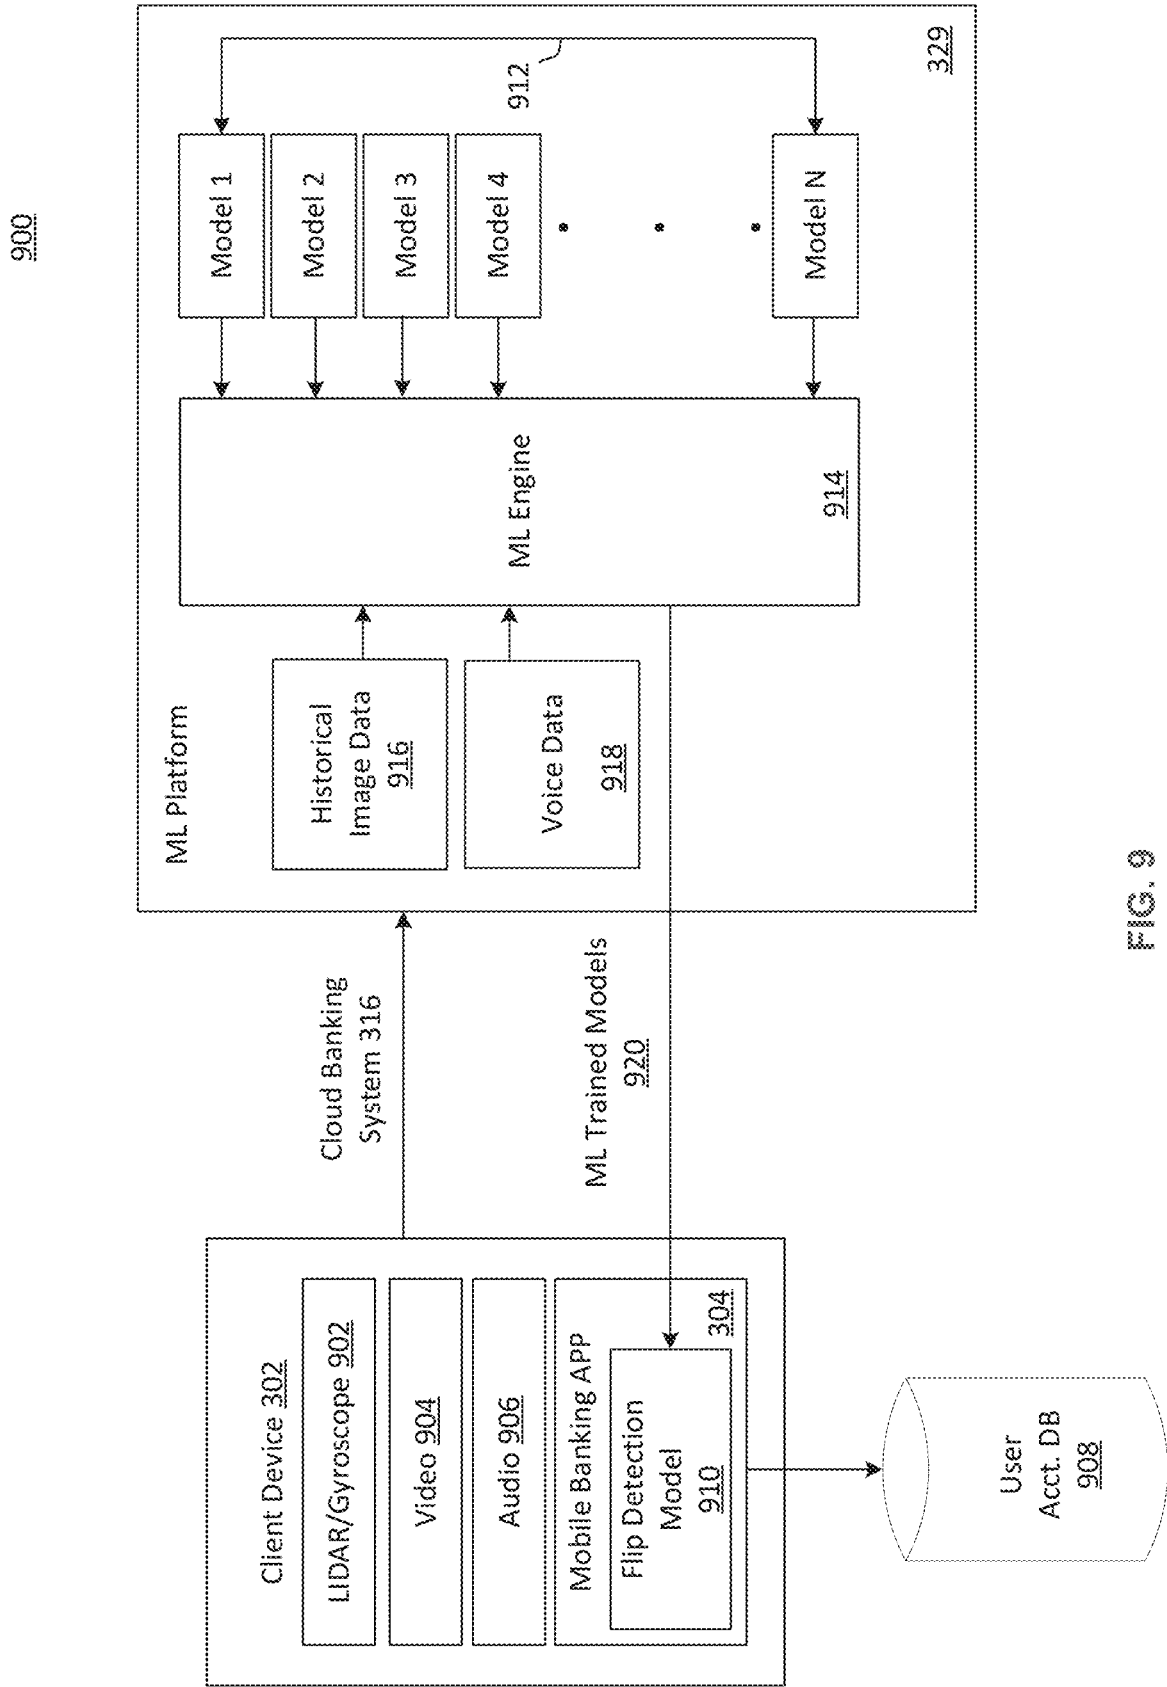 900
Client Device 302
LIDAR/Gyroscope 902
Video 904
Audio 906
Mobile Banking APP
304
Flip Detection
Model
910
User
Acct. DB
908
Cloud Banking
System 316
ML Trained Models
920
ML Platform
Historical
Image Data
916
Voice Data
918
ML Engine
914
Model 1
Model 2
Model 3
Model 4
Model N
912
329
FIG. 9